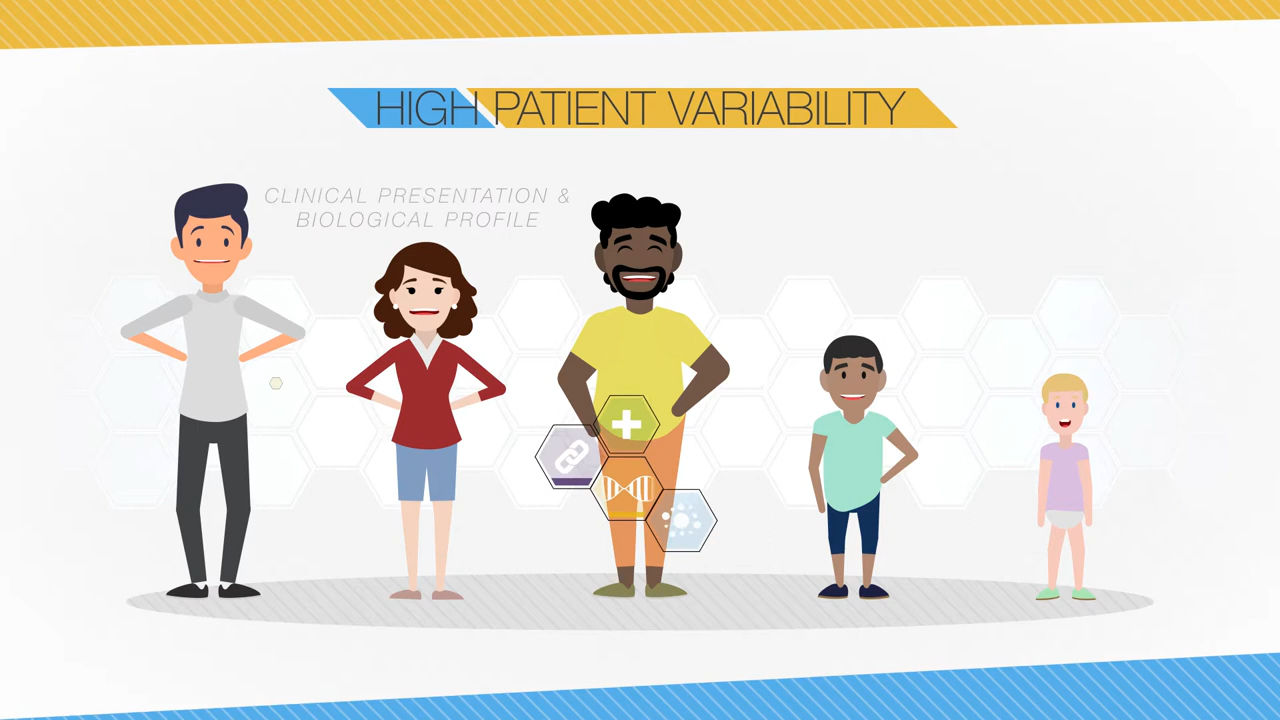 HIGH PATIENT VARIABILITY
CLINICAL PRESENTATION &
BIOLOGICAL PROFILE